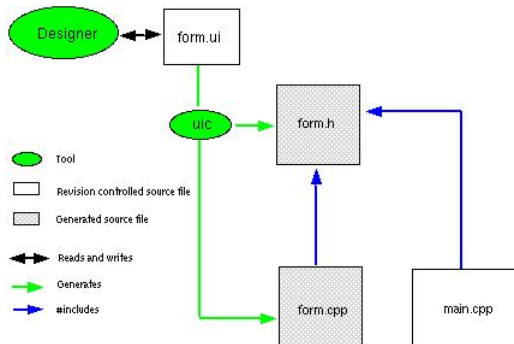 Designer
form.ui
uic
form.h
Tool
Revision controlled source file
Generated source file
Reads and writes
Generates
#includes
form.cpp
main.cpp